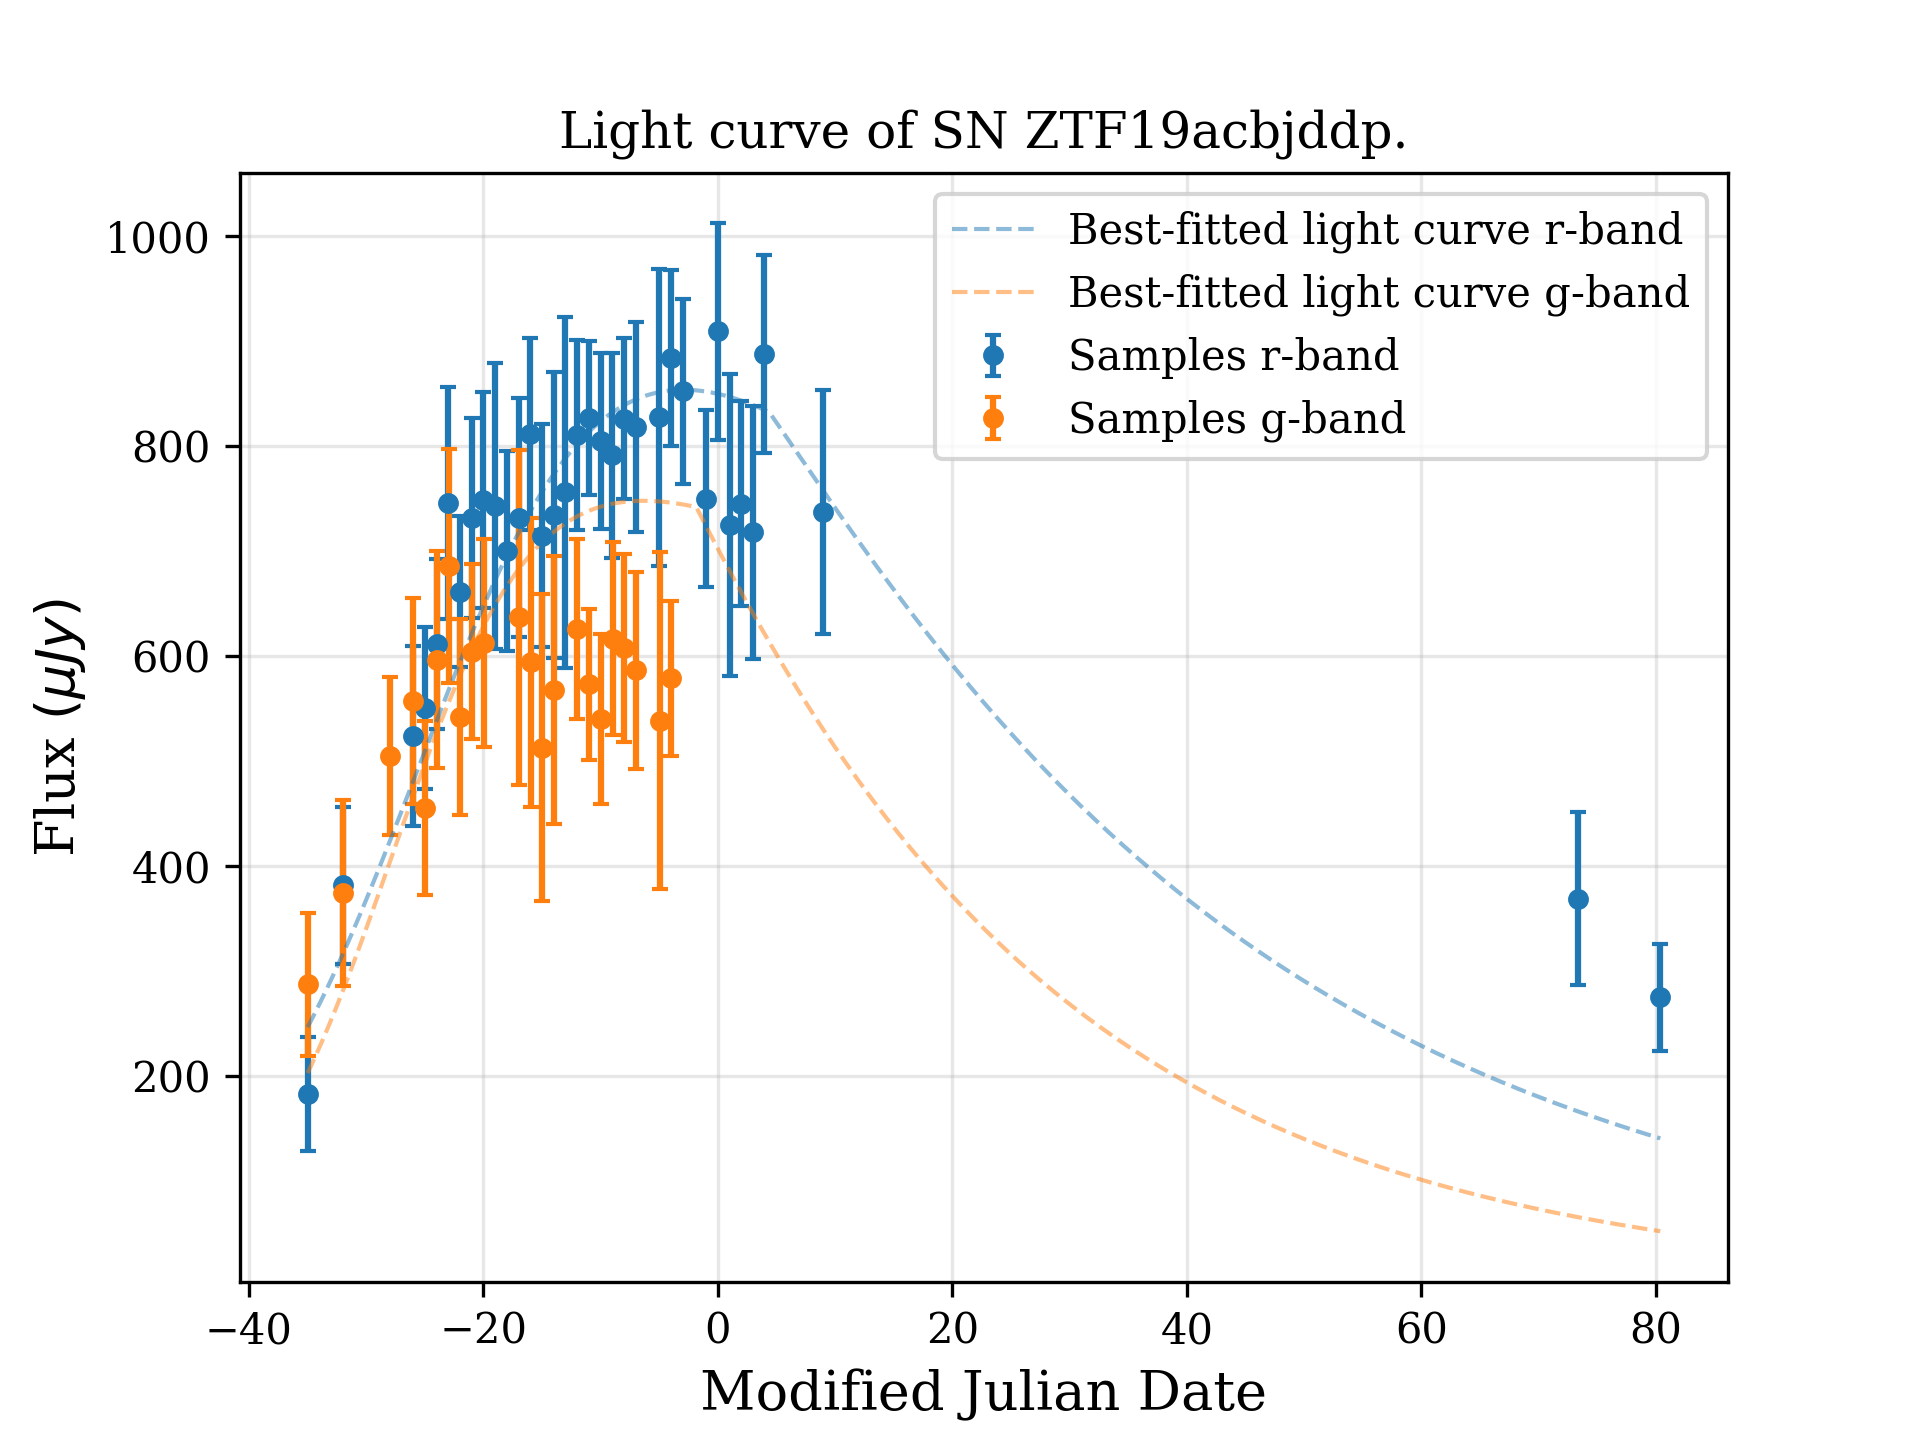 Light curve of SN ZTF19acbjddp.
Best-fitted light curve r-band
Best-fitted light curve g-band
Samples r-band
Samples g-band
1000
800
600
400
200
Flux (μJy)
−40 −20 0 20 40 60 80
Modified Julian Date